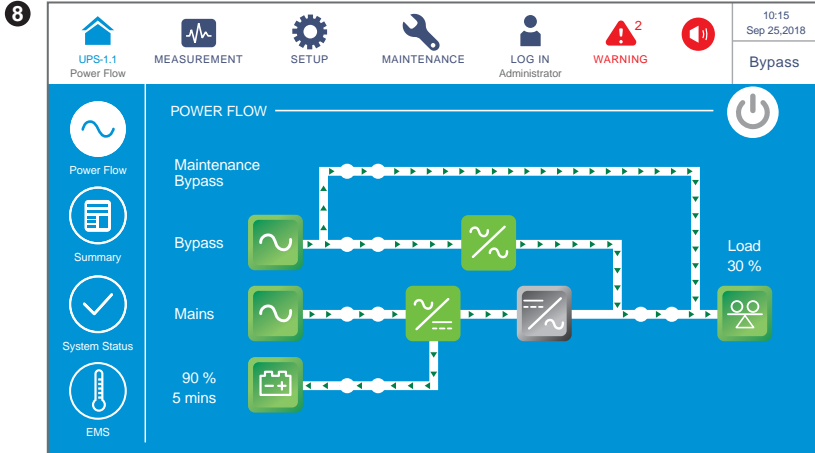 8
UPS-1.1
Power Flow
MEASUREMENT
SETUP
MAINTENANCE
LOG IN
Administrator
2
WARNING
10:15
Sep 25,2018
Bypass
Power Flow
Summary
System Status
EMS
POWER FLOW
Maintenance
Bypass
Bypass
Mains
90 %
5 mins
Load
30 %